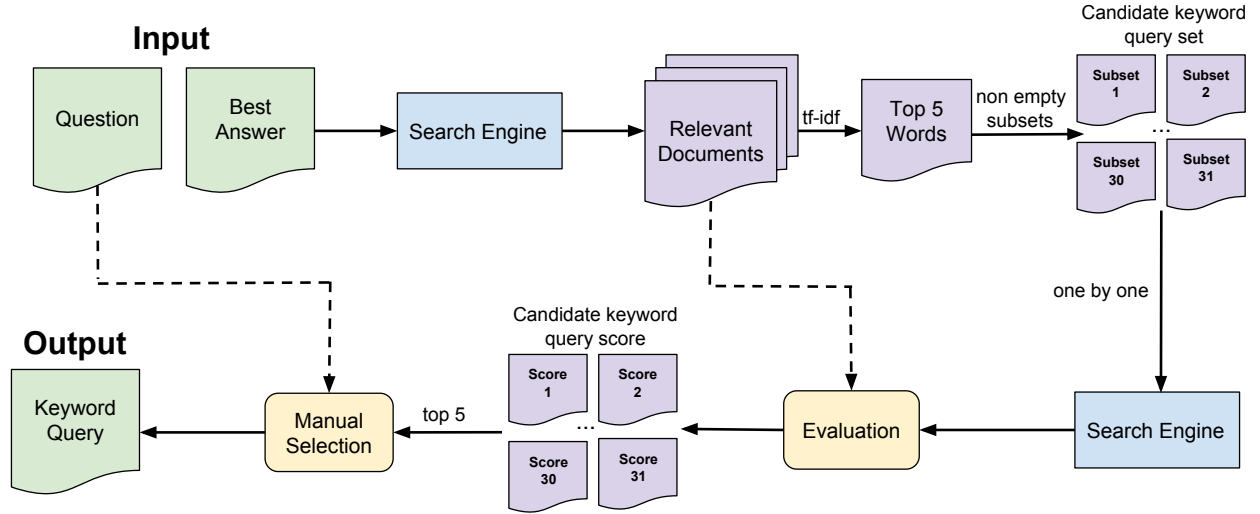 Input
Question
Best
Answer
Search Engine
Relevant
Documents
tf-idf
Top 5
Words
non empty
subsets
Candidate keyword
query set
Subset
1
Subset
2
...
Subset
30
Subset
31
one by one
Search Engine
Evaluation
Candidate keyword
query score
Score
1
Score
2
...
Score
30
Score
31
top 5
Manual
Selection
Output
Keyword
Query